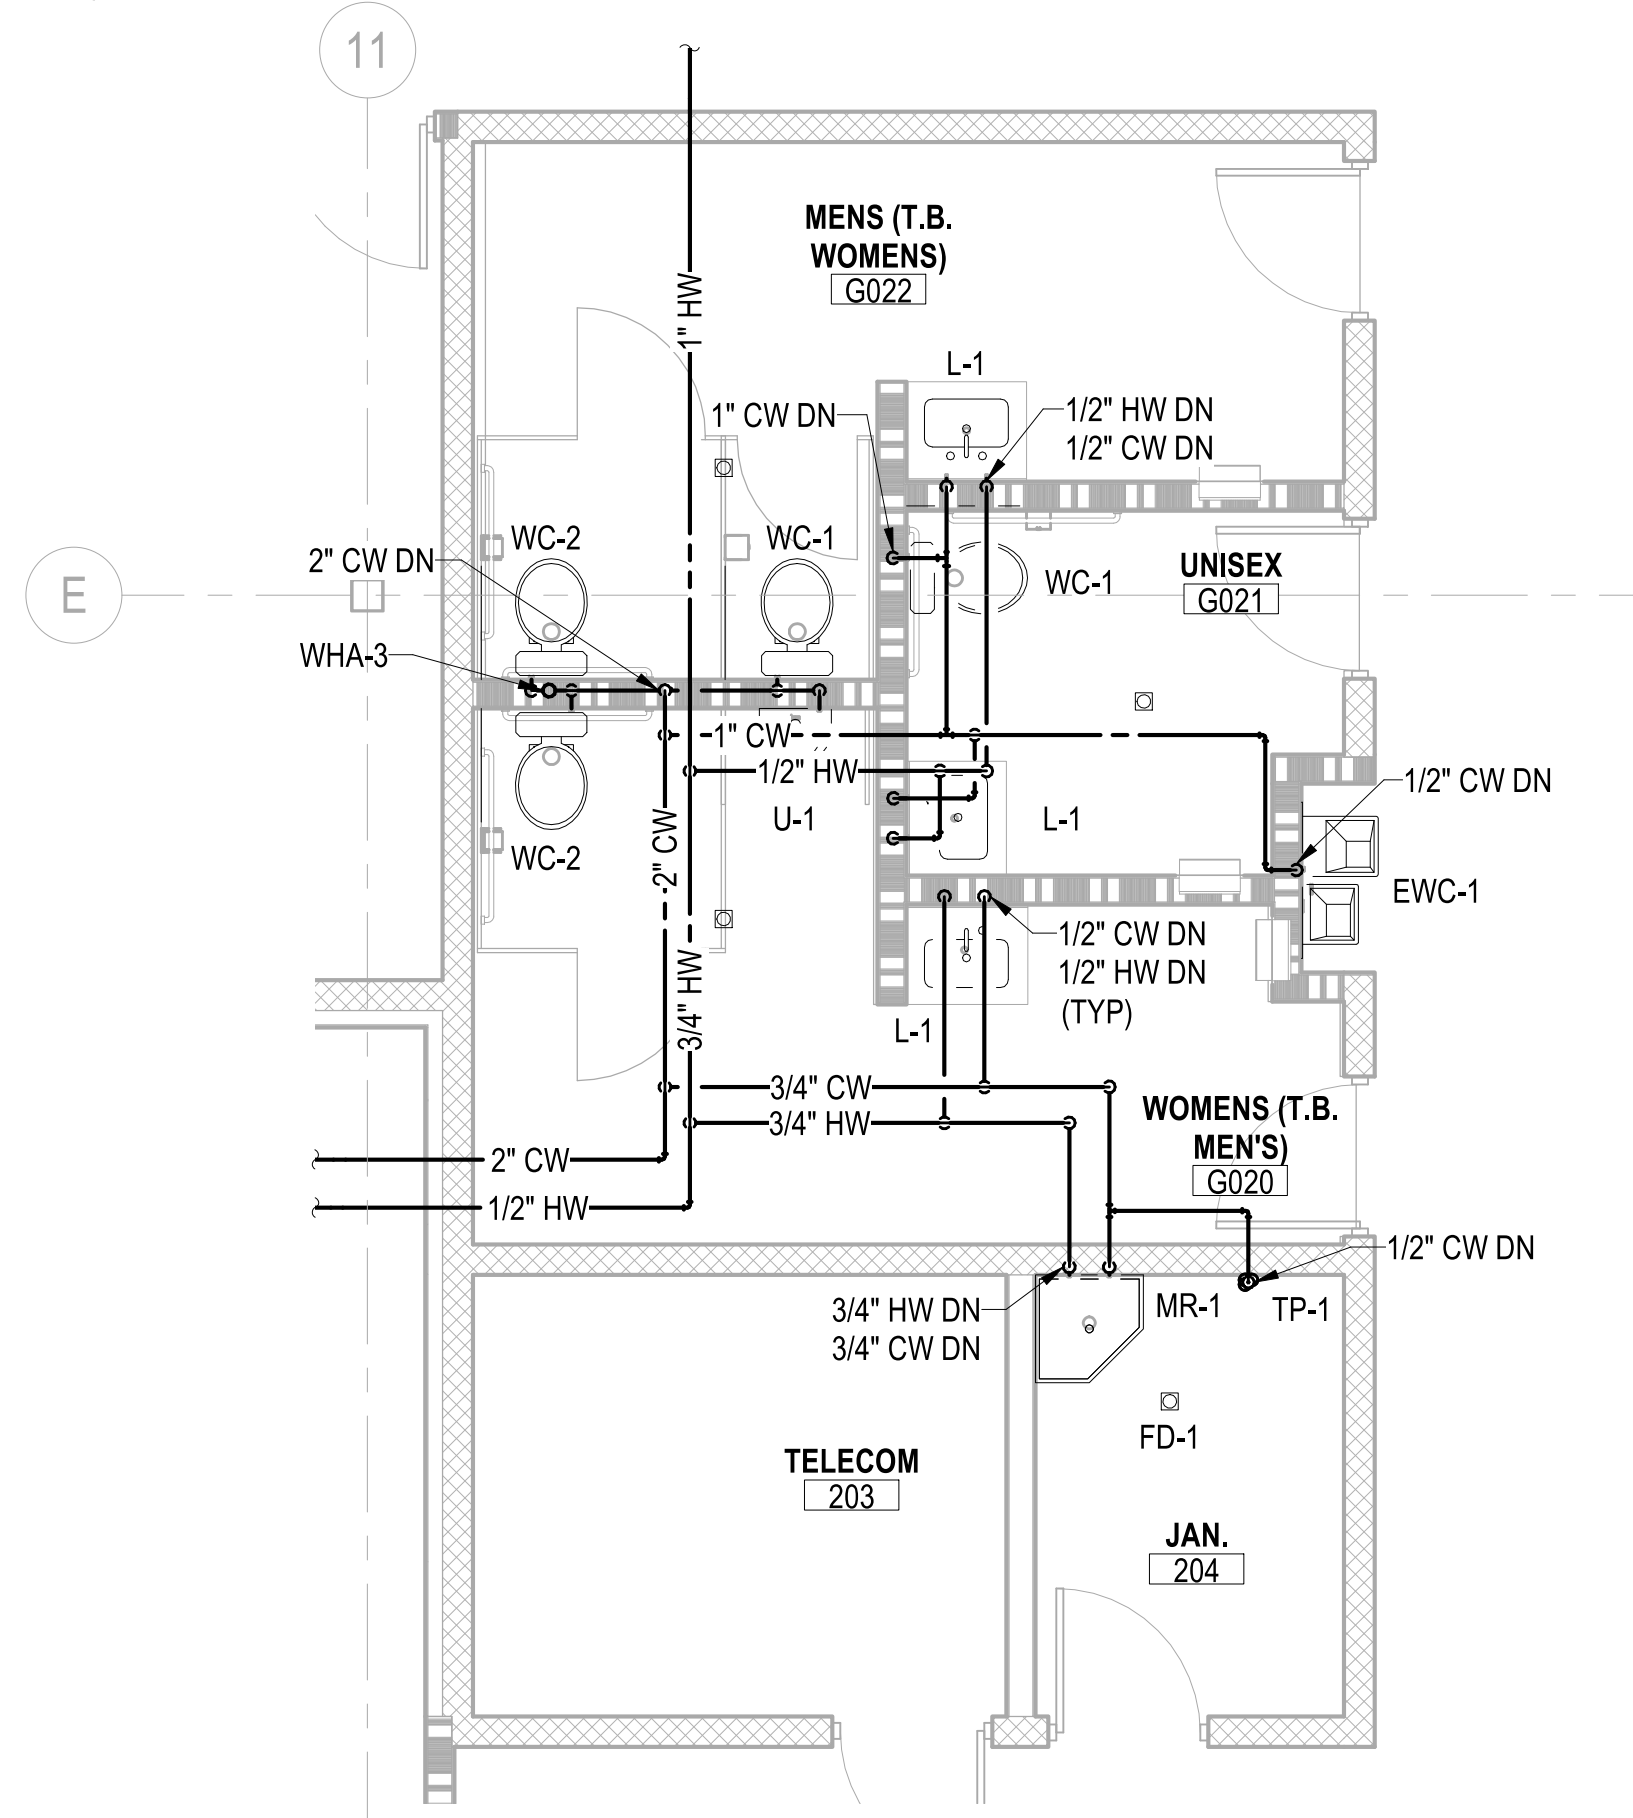 11
MENS (T.B.
WOMENS)
G022
1" HW
L-1
1" CW DN
1/2" HW DN
1/2" CW DN
WC-2
WC-1
2" CW DN
E
WC-1
UNISEX
G021
WHA-3
1" CW
1/2" HW
U-1
L-1
1/2" CW DN
2" CW
WC-2
EWC-1
1/2" CW DN
1/2" HW DN
(TYP)
3/4" HW
L-1
3/4" CW
3/4" HW
WOMENS (T.B.
MEN'S)
G020
2" CW
1/2" HW
1/2" CW DN
3/4" HW DN
3/4" CW DN
MR-1
TP-1
FD-1
TELECOM
203
JAN.
204